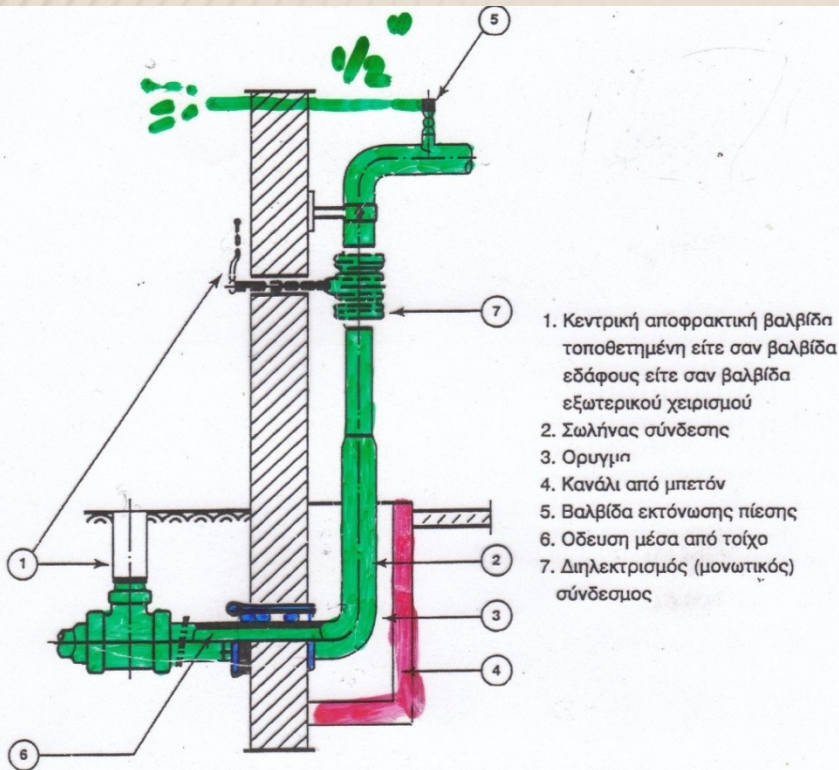 5
7
1
2
3
4
6
1. Κεντρική αποφρακτική βαλβίδα
τοποθετημένη είτε σαν βαλβίδα
εδάφους είτε σαν βαλβίδα
εξωτερικού χειρισμού
2. Σωλήνας σύνδεσης
3. Ορυγμα
4. Κανάλι από μπετόν
5. Βαλβίδα εκτόνωσης πίεσης
6. Οδευση μέσα από τοίχο
7. Διηλεκτρισμός (μονωτικός)
σύνδεσμος